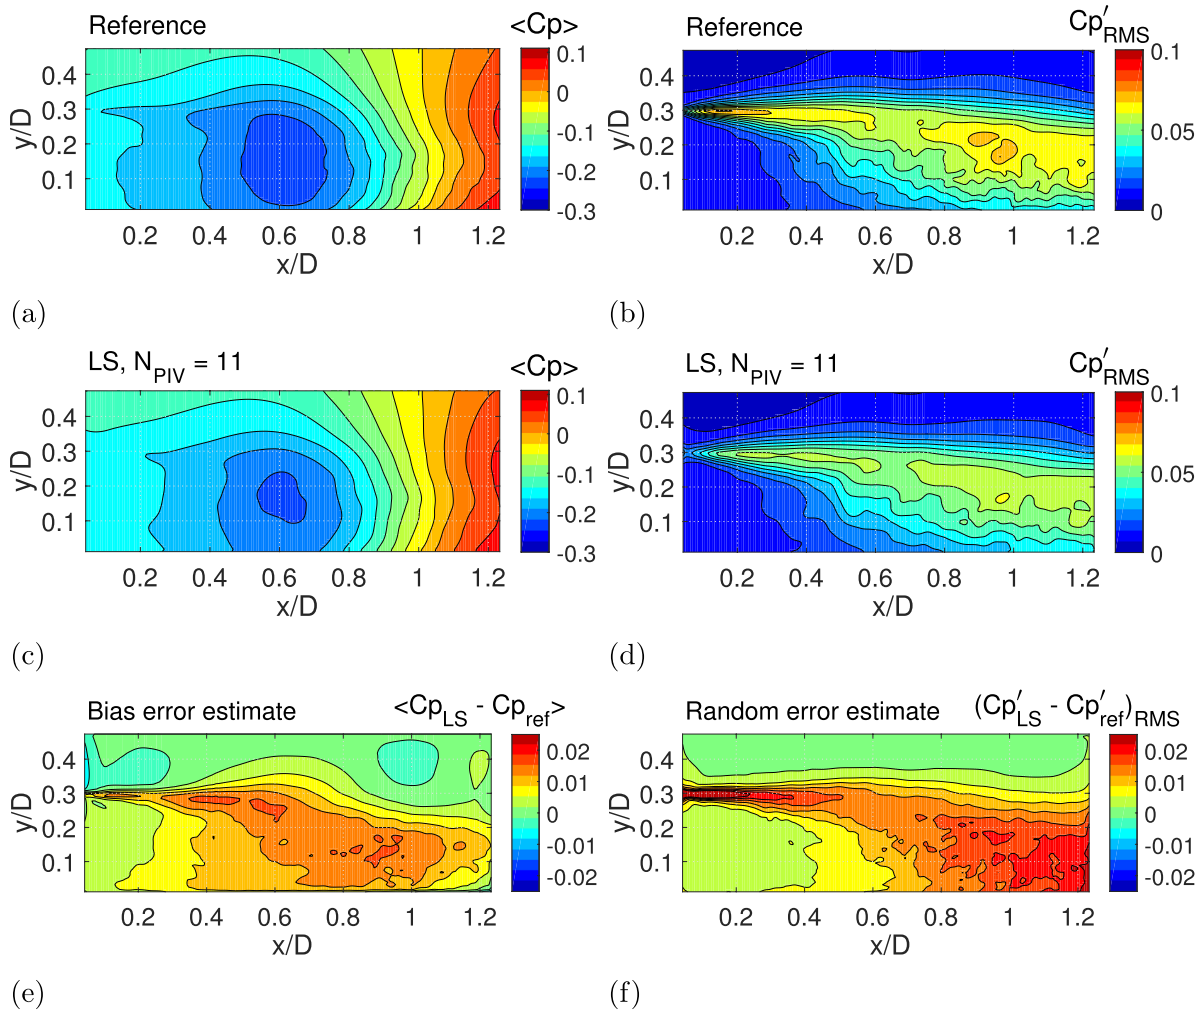 Reference <Cp>
0.4
0.3
0.2
0.1
y/D
0.2 0.4 0.6 0.8 1 1.2
x/D
0.1
0
-0.1
-0.2
-0.3
(a)
Reference Cp′RMS
0.4
0.3
0.2
0.1
y/D
0.2 0.4 0.6 0.8 1 1.2
x/D
0.1
0.05
0
(b)
LS, NPIV = 11 <Cp>
0.4
0.3
0.2
0.1
y/D
0.2 0.4 0.6 0.8 1 1.2
x/D
0.1
0
-0.1
-0.2
-0.3
(c)
LS, NPIV = 11 Cp′RMS
0.4
0.3
0.2
0.1
y/D
0.2 0.4 0.6 0.8 1 1.2
x/D
0.1
0.05
0
(d)
Bias error estimate <CpLS - Cpref>
0.4
0.3
0.2
0.1
y/D
0.2 0.4 0.6 0.8 1 1.2
x/D
0.02
0.01
0
-0.01
-0.02
(e)
Random error estimate (Cp′LS - Cp′ref)RMS
0.4
0.3
0.2
0.1
y/D
0.2 0.4 0.6 0.8 1 1.2
x/D
0.02
0.01
0
-0.01
-0.02
(f)